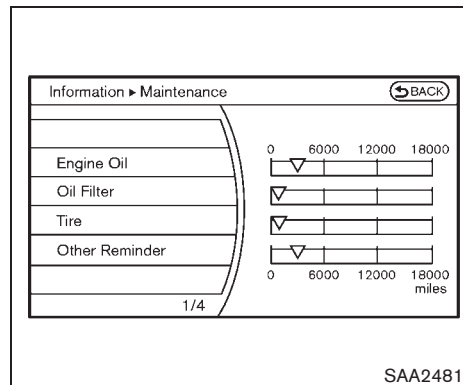 Information ▸ Maintenance
BACK
0 6000 12000 18000
Engine Oil
Oil Filter
Tire
Other Reminder
0 6000 12000 18000
miles
1/4
SAA2481